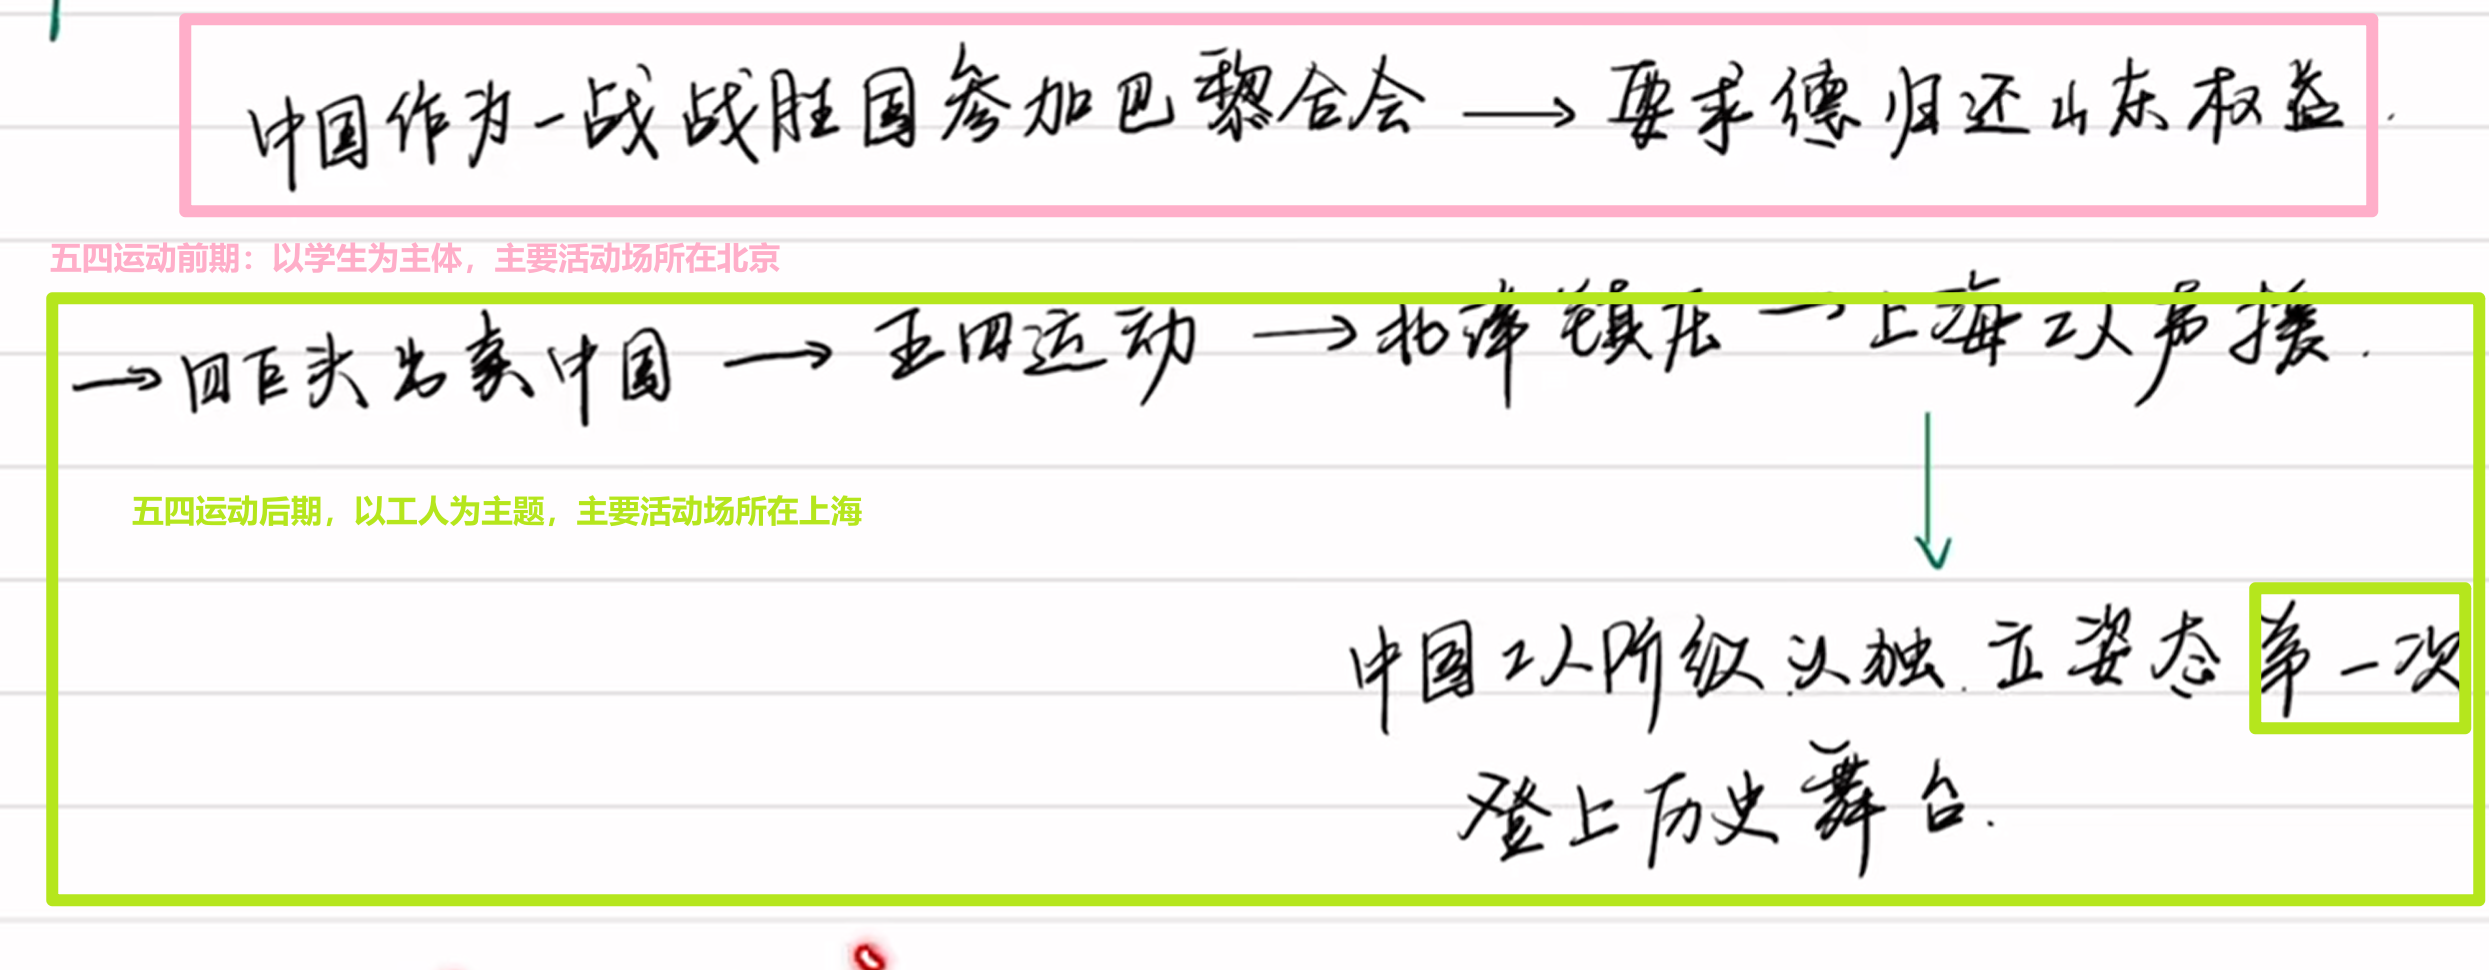 中国作为一战战胜国参加巴黎合会→要求德归还山东权益.
五四运动前期：以学生为主体，主要活动场所在北京
→四巨头出卖中国→五四运动→北洋镇压→上海工人声援.
↓
五四运动后期，以工人为主题，主要活动场所在上海
中国工人阶级以独立姿态第一次
登上历史舞台.